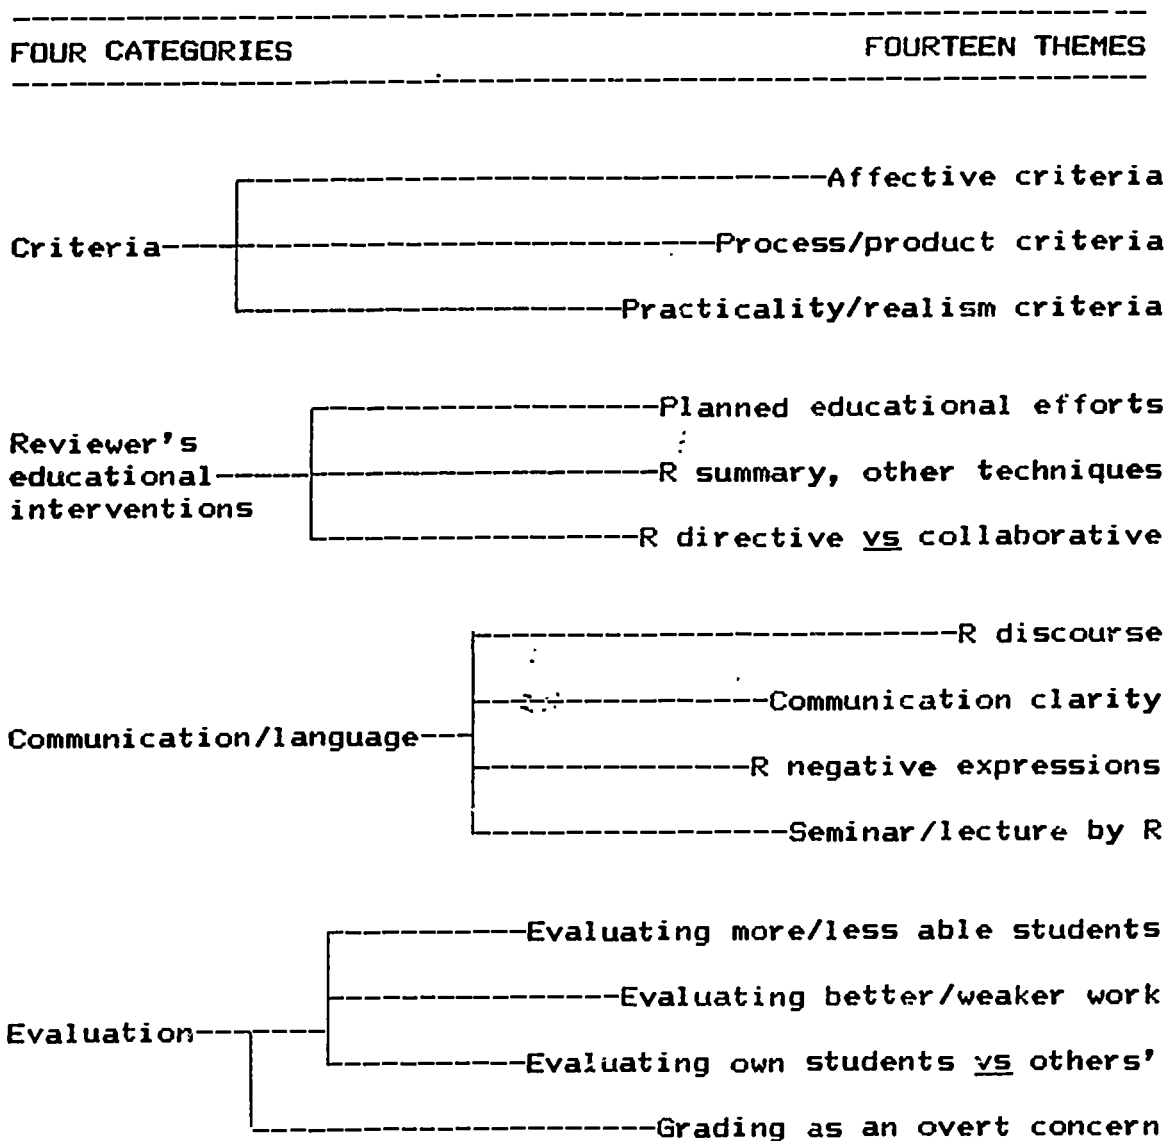 FOUR CATEGORIES FOURTEEN THEMES
Affective criteria
Criteria
Process/product criteria
Practicality/realism criteria
Planned educational efforts
Reviewer's
educational
interventions
R summary, other techniques
R directive vs collaborative
R discourse
Communication clarity
Communication/language
R negative expressions
Seminar/lecture by R
Evaluating more/less able students
Evaluating better/weaker work
Evaluation
Evaluating own students vs others'
Grading as an overt concern